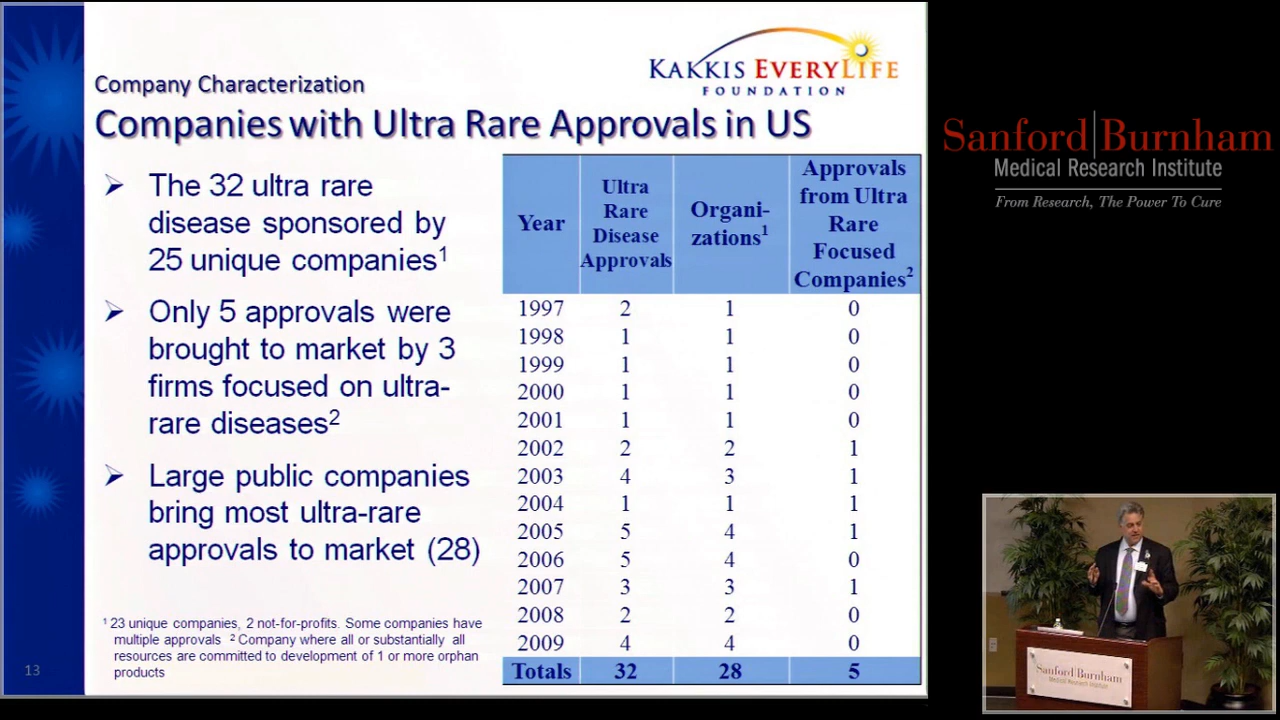 KAKKIS EVERYLIFE
FOUNDATION
Company Characterization
Companies with Ultra Rare Approvals in US
➢ The 32 ultra rare
disease sponsored by
25 unique companies¹
➢ Only 5 approvals were
brought to market by 3
firms focused on ultra-
rare diseases²
➢ Large public companies
bring most ultra-rare
approvals to market (28)
¹ 23 unique companies, 2 not-for-profits. Some companies have
multiple approvals ² Company where all or substantially all
resources are committed to development of 1 or more orphan
products
13
Year
Ultra
Rare
Disease
Approvals
Organi-
zations¹
Approvals
from Ultra
Rare
Focused
Companies²
1997 2 1 0
1998 1 1 0
1999 1 1 0
2000 1 1 0
2001 1 1 0
2002 2 2 1
2003 4 3 1
2004 1 1 1
2005 5 4 1
2006 5 4 0
2007 3 3 1
2008 2 2 0
2009 4 4 0
Totals 32 28 5
Sanford|Burnham
Medical Research Institute
From Research, The Power To Cure
Sanford Burnham
Medical Research Institute